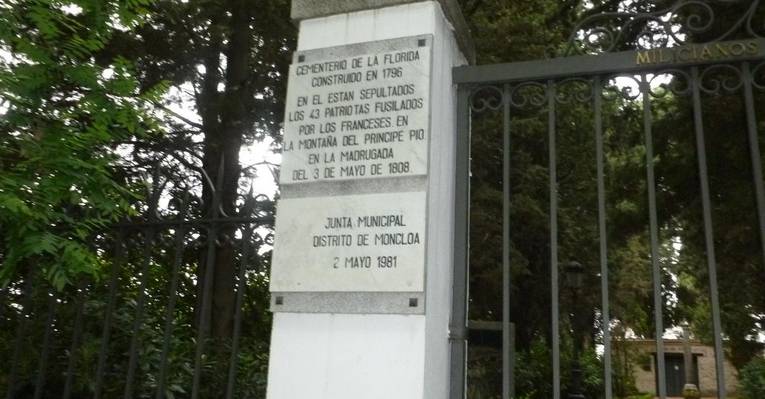 CEMENTERIO DE LA FLORIDA
CONSTRUIDO EN 1796
EN EL ESTAN SEPULTADOS
LOS 43 PATRIOTAS FUSILADOS
POR LOS FRANCESES EN
LA MONTAÑA DEL PRINCIPE PIO
EN LA MADRUGADA
DEL 3 DE MAYO DE 1808.
JUNTA MUNICIPAL
DISTRITO DE MONCLOA
2 MAYO 1981
MILICIANOS